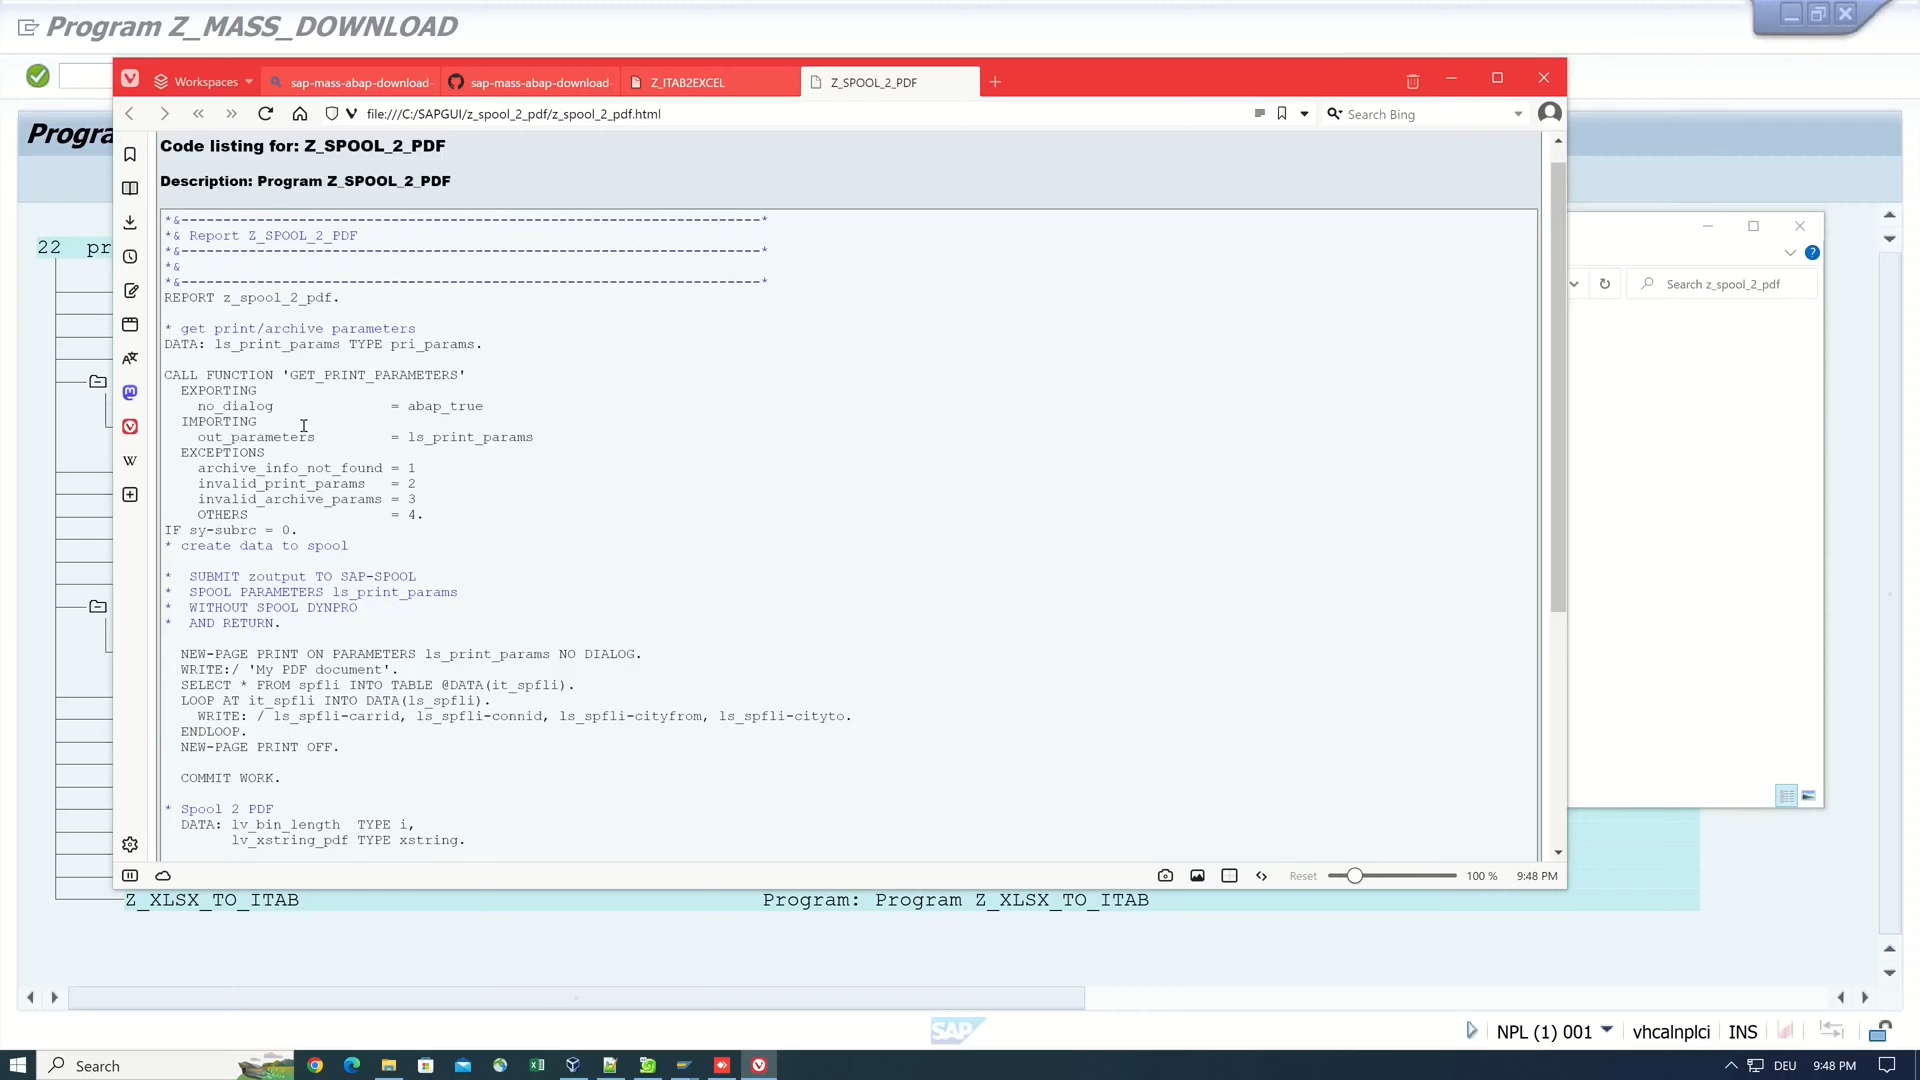 Program Z_MASS_DOWNLOAD
Workspaces
sap-mass-abap-download-
sap-mass-abap-download-
Z_ITAB2EXCEL
Z_SPOOL_2_PDF
file:///C:/SAPGUI/z_spool_2_pdf/z_spool_2_pdf.html
Search Bing
Progra
Code listing for: Z_SPOOL_2_PDF
Description: Program Z_SPOOL_2_PDF
*&---------------------------------------------------------------------*
*& Report Z_SPOOL_2_PDF
*&---------------------------------------------------------------------*
*&
*&---------------------------------------------------------------------*
REPORT z_spool_2_pdf.
* get print/archive parameters
DATA: ls_print_params TYPE pri_params.
CALL FUNCTION 'GET_PRINT_PARAMETERS'
EXPORTING
no_dialog = abap_true
IMPORTING
out_parameters = ls_print_params
EXCEPTIONS
archive_info_not_found = 1
invalid_print_params = 2
invalid_archive_params = 3
OTHERS = 4.
IF sy-subrc = 0.
* create data to spool
* SUBMIT zoutput TO SAP-SPOOL
* SPOOL PARAMETERS ls_print_params
* WITHOUT SPOOL DYNPRO
* AND RETURN.
NEW-PAGE PRINT ON PARAMETERS ls_print_params NO DIALOG.
WRITE:/ 'My PDF document'.
SELECT * FROM spfli INTO TABLE @DATA(it_spfli).
LOOP AT it_spfli INTO DATA(ls_spfli).
WRITE: / ls_spfli-carrid, ls_spfli-connid, ls_spfli-cityfrom, ls_spfli-cityto.
ENDLOOP.
NEW-PAGE PRINT OFF.
COMMIT WORK.
* Spool 2 PDF
DATA: lv_bin_length TYPE i,
lv_xstring_pdf TYPE xstring.
22 pr
Search z_spool_2_pdf
Reset
100 %
9:48 PM
Z_XLSX_TO_ITAB
Program: Program Z_XLSX_TO_ITAB
SAP
NPL (1) 001
vhcalnplci
INS
Search
DEU
9:48 PM